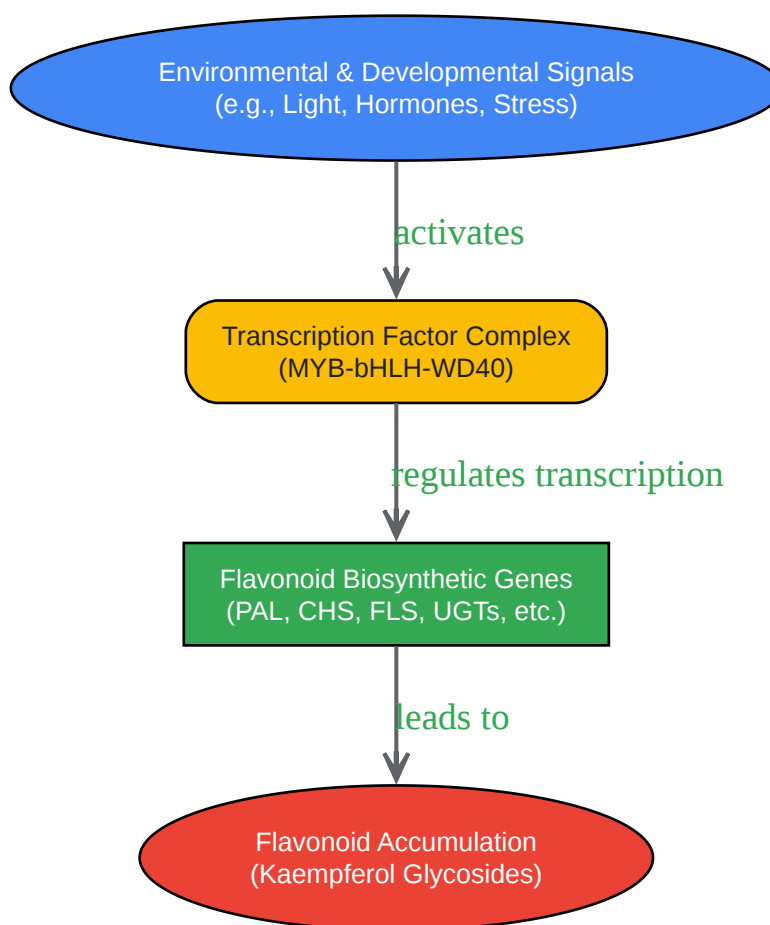 Environmental & Developmental Signals
(e.g., Light, Hormones, Stress)
activates
Transcription Factor Complex
(MYB-bHLH-WD40)
regulates transcription
Flavonoid Biosynthetic Genes
(PAL, CHS, FLS, UGTs, etc.)
leads to
Flavonoid Accumulation
(Kaempferol Glycosides)